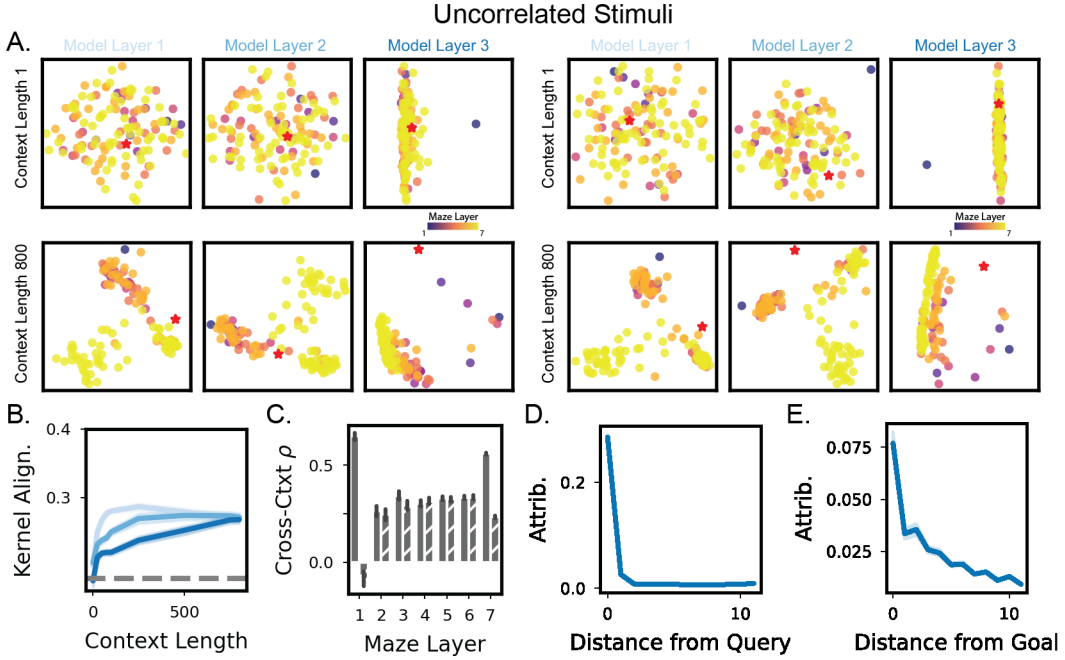 Uncorrelated Stimuli
A.
Model Layer 1
Model Layer 2
Model Layer 3
Model Layer 1
Model Layer 2
Model Layer 3
Context Length 1
Context Length 1
Maze Layer
1
7
Maze Layer
1
7
Context Length 800
Context Length 800
B.
0.4
0.3
Kernel Align.
0
500
Context Length
C.
0.5
0.0
Cross-Ctxt ρ
1 2 3 4 5 6 7
Maze Layer
D.
0.2
0.0
Attrib.
0
10
Distance from Query
E.
0.075
0.050
0.025
Attrib.
0
10
Distance from Goal